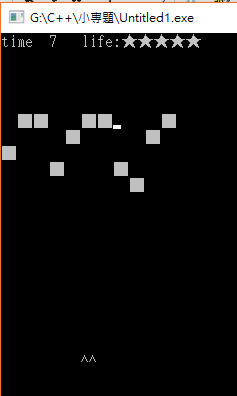 G:\C++\小專題\Untitled1.exe
time  7   life:★★★★★
^^